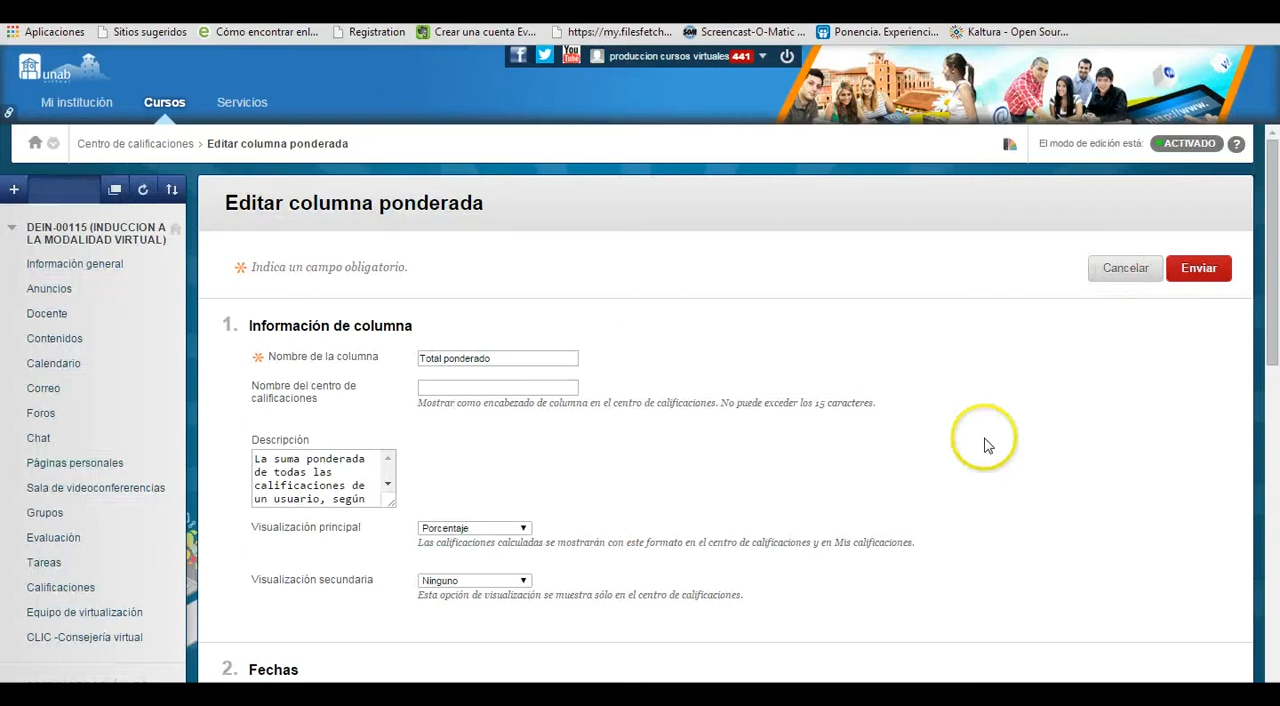 Aplicaciones
Sitios sugeridos
Cómo encontrar enl...
Registration
Crear una cuenta Ev...
https://my.filesfetch...
Screencast-O-Matic ...
Ponencia. Experienci...
Kaltura - Open Sour...
unab
VIRTUAL
You Tube
produccion cursos virtuales 441
http://www.
Mi institución
Cursos
Servicios
Centro de calificaciones > Editar columna ponderada
El modo de edición está:
ACTIVADO
?
Editar columna ponderada
DEIN-00115 (INDUCCION A
LA MODALIDAD VIRTUAL)
Información general
Anuncios
Docente
Contenidos
Calendario
Correo
Foros
Chat
Páginas personales
Sala de videoconferencias
Grupos
Evaluación
Tareas
Calificaciones
Equipo de virtualización
CLIC -Consejería virtual
Indica un campo obligatorio.
Cancelar
Enviar
1. Información de columna
Nombre de la columna
Total ponderado
Nombre del centro de
calificaciones
Mostrar como encabezado de columna en el centro de calificaciones. No puede exceder los 15 caracteres.
Descripción
La suma ponderada
de todas las
calificaciones de
un usuario, según
Visualización principal
Porcentaje
Las calificaciones calculadas se mostrarán con este formato en el centro de calificaciones y en Mis calificaciones.
Visualización secundaria
Ninguno
Esta opción de visualización se muestra sólo en el centro de calificaciones.
2. Fechas